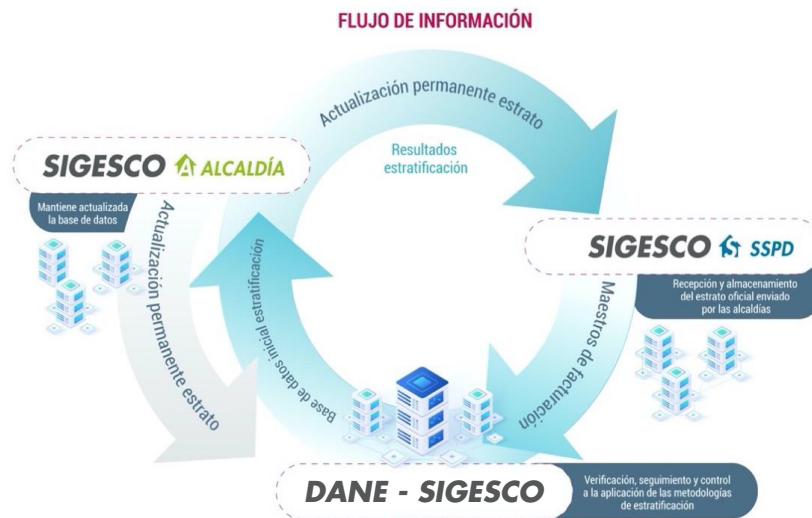 FLUJO DE INFORMACIÓN
Actualización permanente estrato
Resultados
estratificación
SIGESCO A ALCALDÍA
Mantiene actualizada
la base de datos
Actualización permanente estrato
Base de datos inicial estratificación
SIGESCO SSPD
Recepción y almacenamiento
del estrato oficial enviado
por las alcaldías
Maestros de facturación
DANE - SIGESCO
Verificación, seguimiento y control
a la aplicación de las metodologías
de estratificación